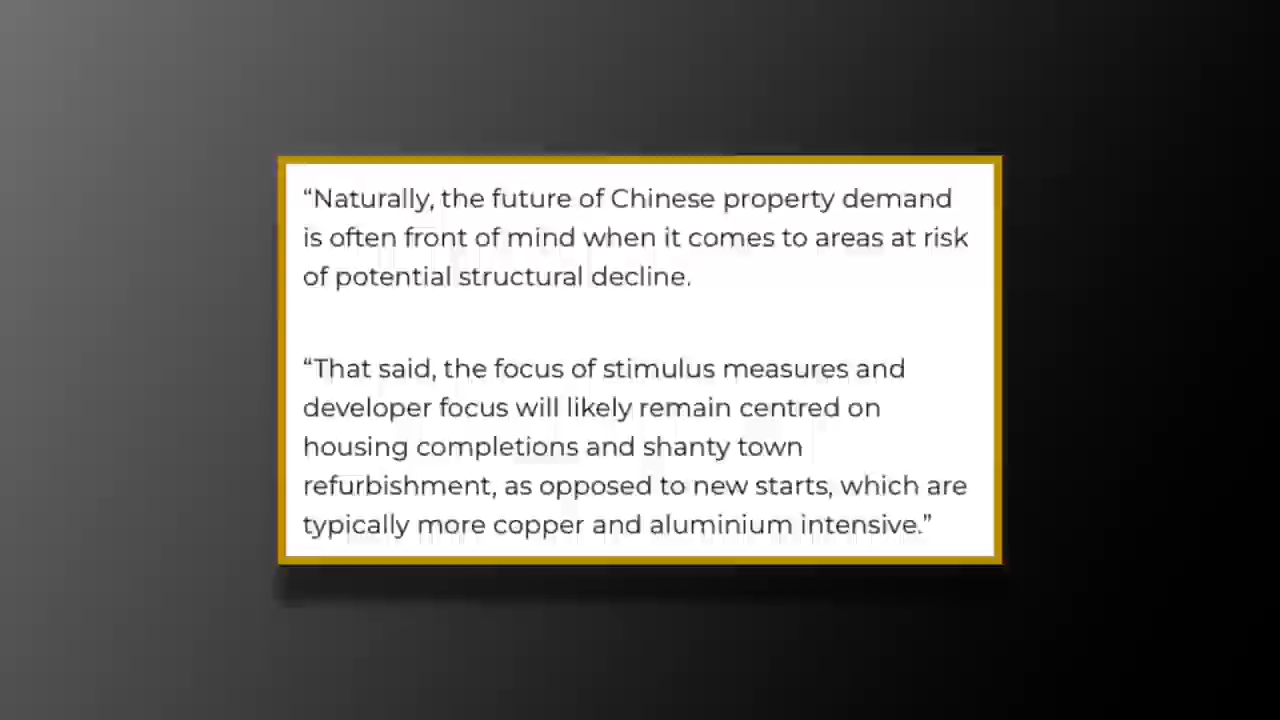 “Naturally, the future of Chinese property demand
is often front of mind when it comes to areas at risk
of potential structural decline.
“That said, the focus of stimulus measures and
developer focus will likely remain centred on
housing completions and shanty town
refurbishment, as opposed to new starts, which are
typically more copper and aluminium intensive.”